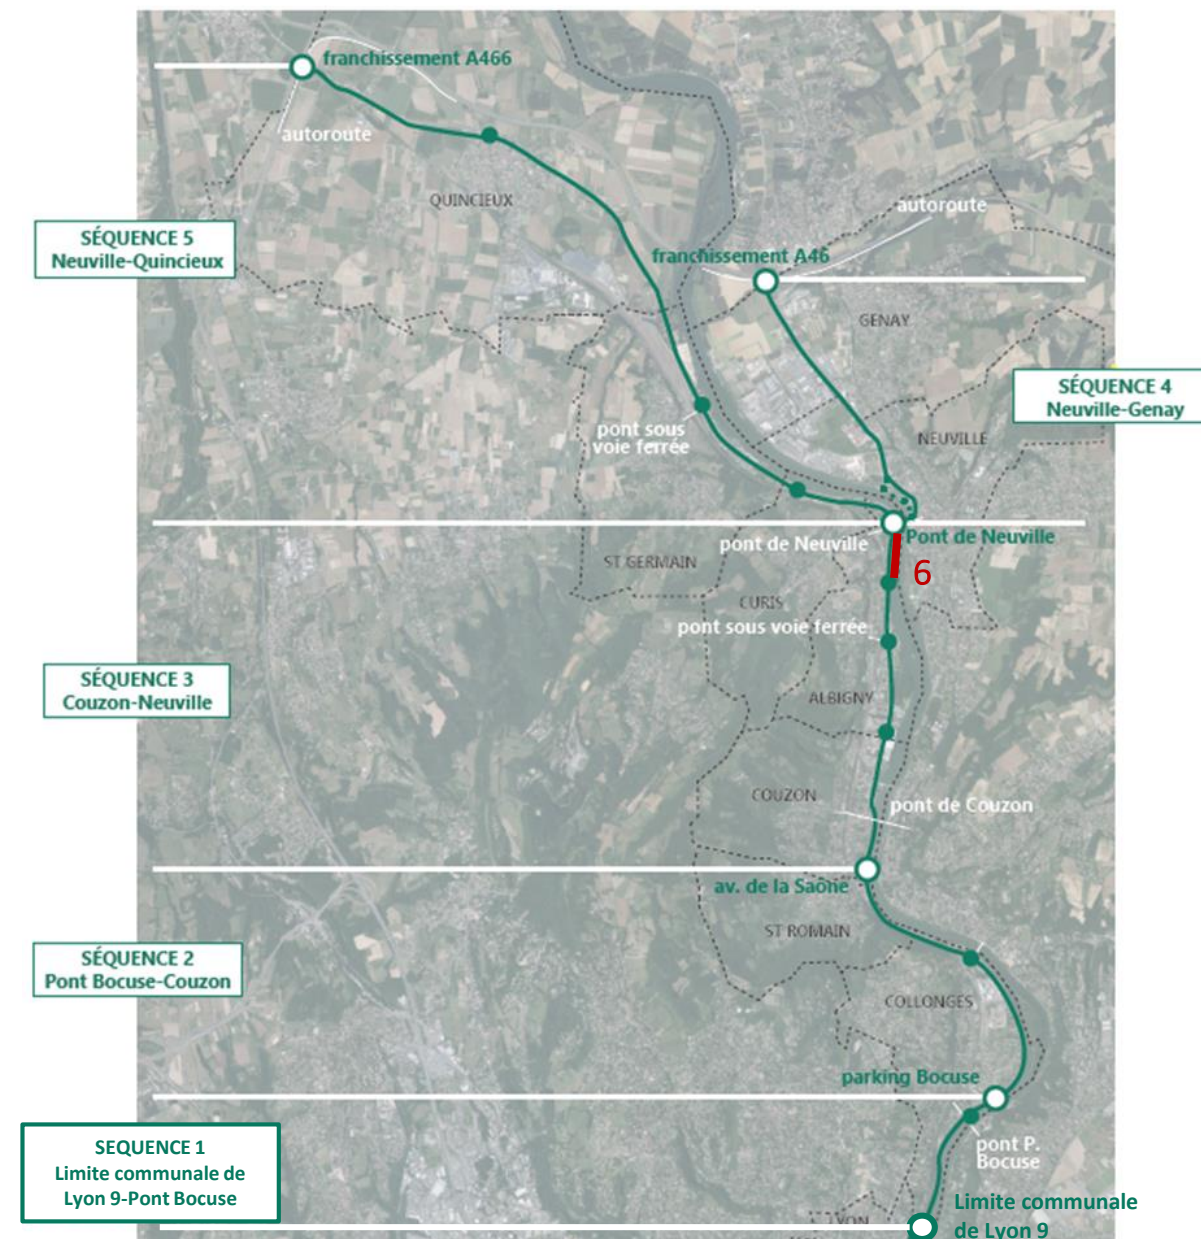 franchissement A466
autoroute
QUINCIEUX
autoroute
SÉQUENCE 5
Neuville-Quincieux
franchissement A46
GENAY
SÉQUENCE 4
Neuville-Genay
NEUVILLE
pont sous
voie ferrée
pont de Neuville
Pont de Neuville
ST GERMAIN
6
CURIS
pont sous voie ferrée
SÉQUENCE 3
Couzon-Neuville
ALBIGNY
COUZON
pont de Couzon
av. de la Saône
ST ROMAIN
SÉQUENCE 2
Pont Bocuse-Couzon
COLLONGES
parking Bocuse
SEQUENCE 1
Limite communale de
Lyon 9-Pont Bocuse
pont P.
Bocuse
LYON
Limite communale
de Lyon 9